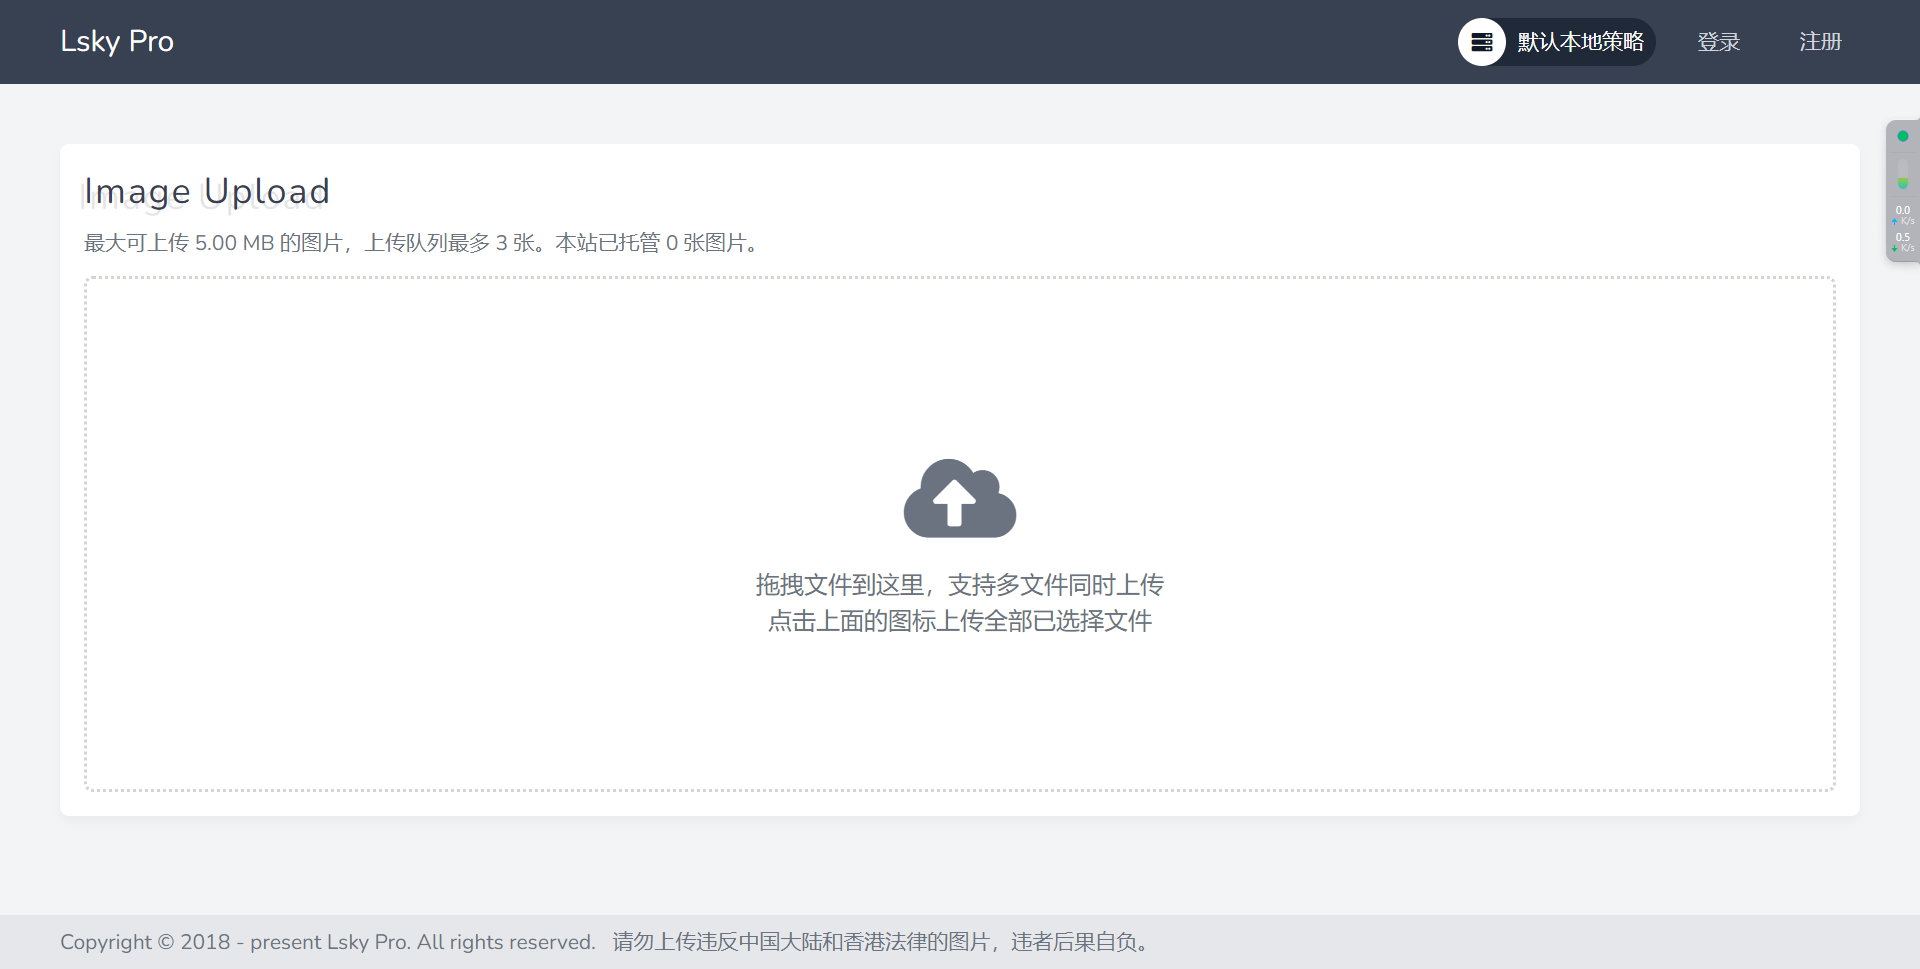 Lsky Pro
默认本地策略
登录
注册
Image Upload
最大可上传 5.00 MB 的图片，上传队列最多 3 张。本站已托管 0 张图片。
0.0
K/s
0.5
K/s
拖拽文件到这里，支持多文件同时上传
点击上面的图标上传全部已选择文件
Copyright © 2018 - present Lsky Pro. All rights reserved. 请勿上传违反中国大陆和香港法律的图片，违者后果自负。